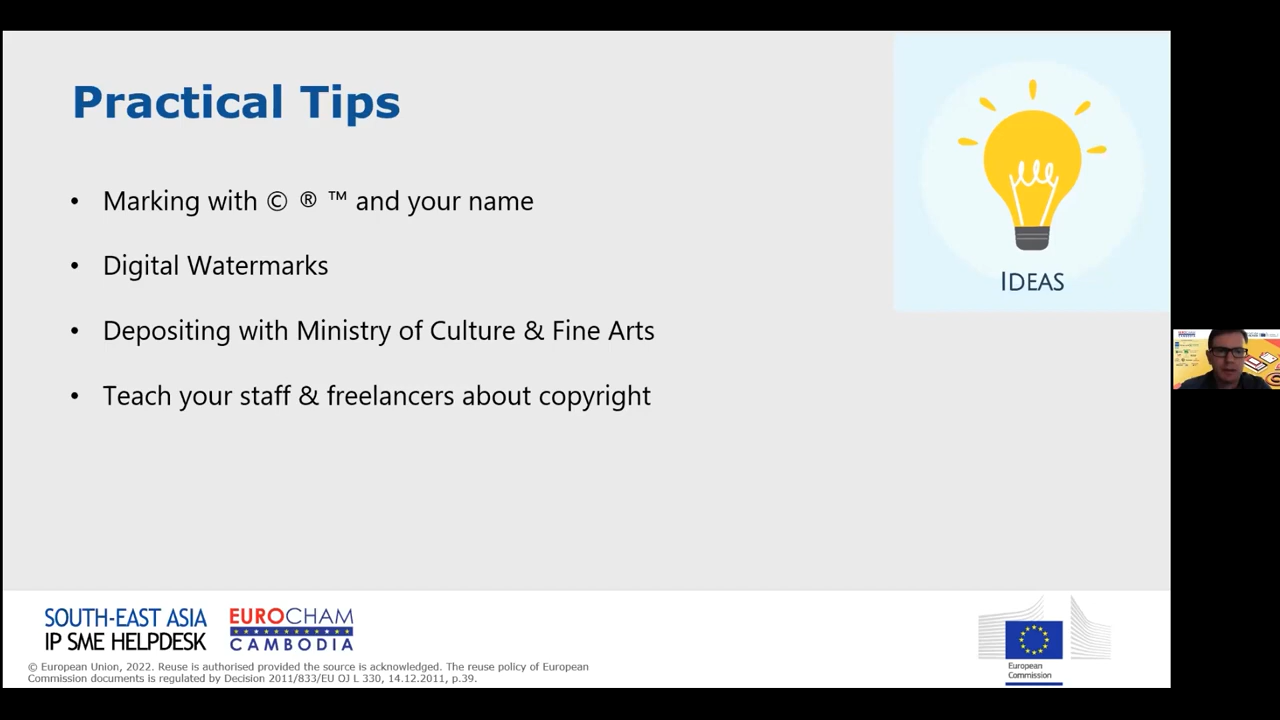 Practical Tips
• Marking with © ® ™ and your name
• Digital Watermarks
• Depositing with Ministry of Culture & Fine Arts
• Teach your staff & freelancers about copyright
IDEAS
SOUTH-EAST ASIA
IP SME HELPDESK
EUROCHAM
CAMBODIA
© European Union, 2022. Reuse is authorised provided the source is acknowledged. The reuse policy of European
Commission documents is regulated by Decision 2011/833/EU OJ L 330, 14.12.2011, p.39.
European
Commission